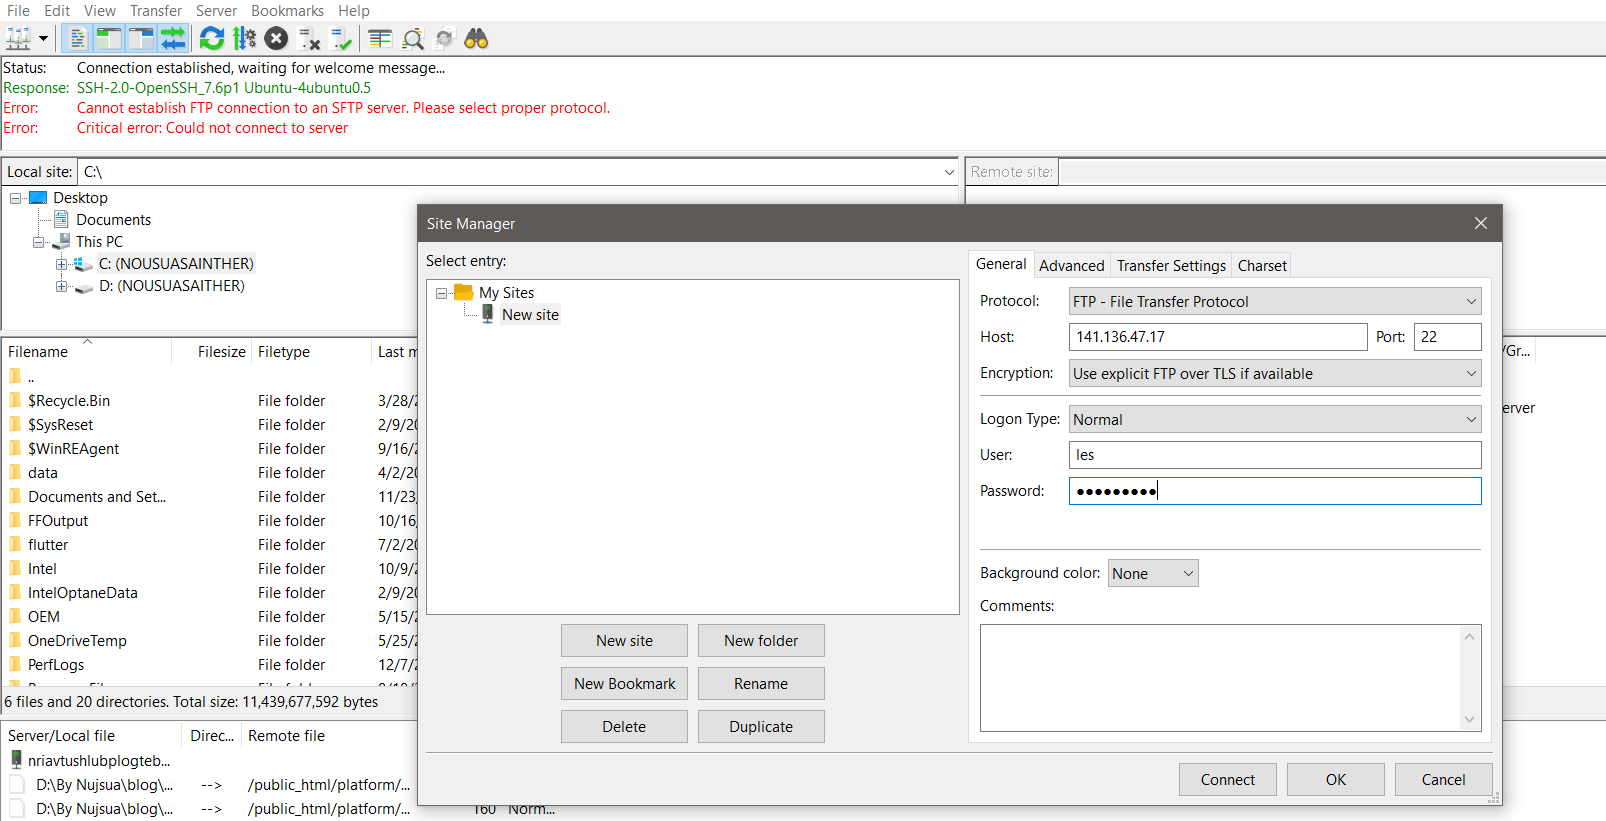 File Edit View Transfer Server Bookmarks Help
Status: Connection established, waiting for welcome message...
Response: SSH-2.0-OpenSSH_7.6p1 Ubuntu-4ubuntu0.5
Error: Cannot establish FTP connection to an SFTP server. Please select proper protocol.
Error: Critical error: Could not connect to server
Local site: C:\
Remote site:
Desktop
Documents
This PC
C: (NOUSUASAINTHER)
D: (NOUSUASAITHER)
Filename Filesize Filetype Last m
..
$Recycle.Bin File folder 3/28/2
$SysReset File folder 2/9/20
$WinREAgent File folder 9/16/2
data File folder 4/2/20
Documents and Set... File folder 11/23,
FFOutput File folder 10/16,
flutter File folder 7/2/20
Intel File folder 10/9/2
IntelOptaneData File folder 2/9/20
OEM File folder 5/15/2
OneDriveTemp File folder 5/25/2
PerfLogs File folder 12/7/2
6 files and 20 directories. Total size: 11,439,677,592 bytes
Server/Local file Direc... Remote file
nriavtushlubplogteb...
D:\By Nujsua\blog\... --> /public_html/platform/...
D:\By Nujsua\blog\... --> /public_html/platform/... 160 Norm...
/Gr...
erver
Site Manager
Select entry:
My Sites
New site
New site New folder
New Bookmark Rename
Delete Duplicate
General Advanced Transfer Settings Charset
Protocol: FTP - File Transfer Protocol
Host: 141.136.47.17 Port: 22
Encryption: Use explicit FTP over TLS if available
Logon Type: Normal
User: les
Password: ●●●●●●●●●
Background color: None
Comments:
Connect OK Cancel